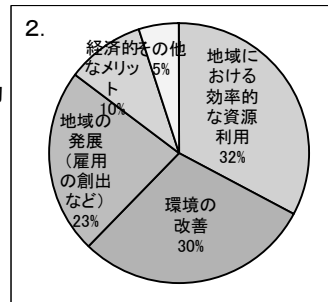 2.
地域に
おける
効率的
な資源
利用
32%
環境の
改善
30%
地域の
発展
（雇用
の創出
など）
23%
経済的
なメリッ
ト
10%
その他
5%